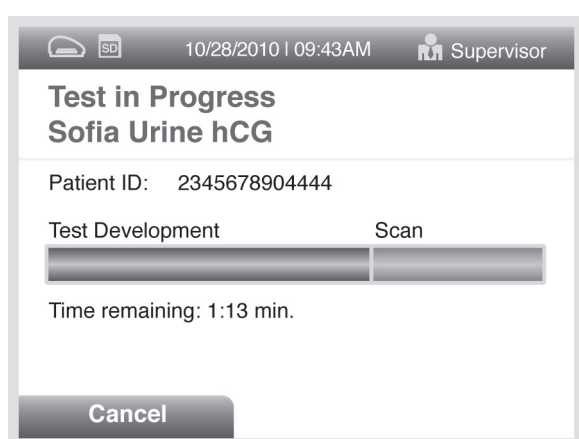 SD 10/28/2010 | 09:43AM Supervisor
Test in Progress
Sofia Urine hCG
Patient ID: 2345678904444
Test Development Scan
Time remaining: 1:13 min.
Cancel